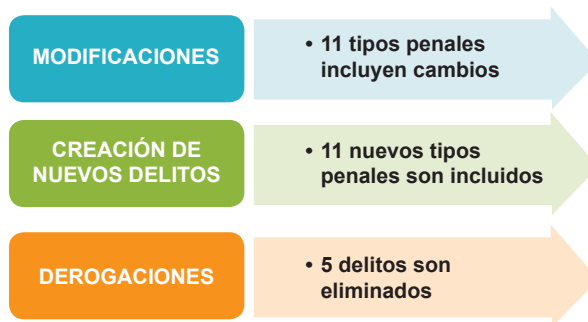 MODIFICACIONES
• 11 tipos penales
incluyen cambios
CREACIÓN DE
NUEVOS DELITOS
• 11 nuevos tipos
penales son incluidos
DEROGACIONES
• 5 delitos son
eliminados